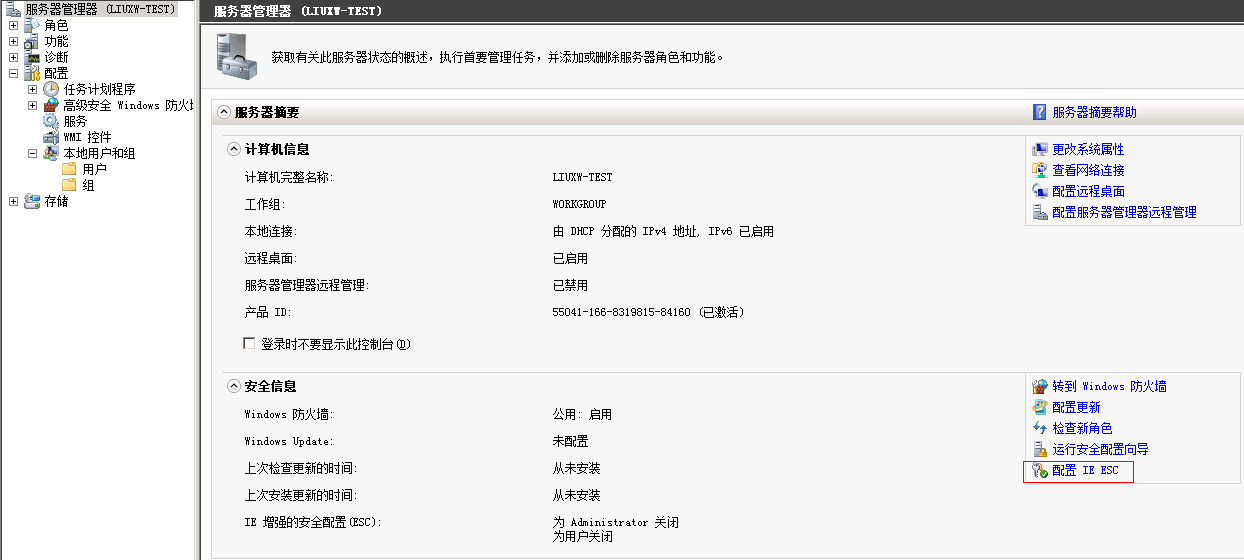 服务器管理器 (LIUXW-TEST)
角色
功能
诊断
配置
任务计划程序
高级安全 Windows 防火
服务
WMI 控件
本地用户和组
用户
组
存储
服务器管理器 (LIUXW-TEST)
获取有关此服务器状态的概述，执行首要管理任务，并添加或删除服务器角色和功能。
服务器摘要
服务器摘要帮助
计算机信息
计算机完整名称: LIUXW-TEST
工作组: WORKGROUP
本地连接: 由 DHCP 分配的 IPv4 地址, IPv6 已启用
远程桌面: 已启用
服务器管理器远程管理: 已禁用
产品 ID: 55041-166-8319815-84160 (已激活)
登录时不要显示此控制台(D)
更改系统属性
查看网络连接
配置远程桌面
配置服务器管理器远程管理
安全信息
Windows 防火墙: 公用: 启用
Windows Update: 未配置
上次检查更新的时间: 从未安装
上次安装更新的时间: 从未安装
IE 增强的安全配置(ESC): 为 Administrator 关闭
为用户关闭
转到 Windows 防火墙
配置更新
检查新角色
运行安全配置向导
配置 IE ESC